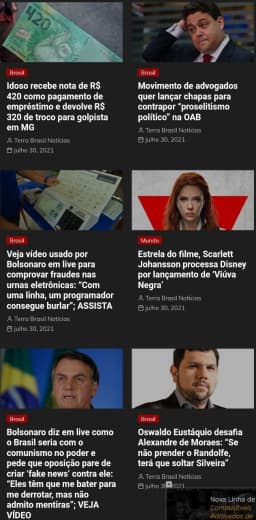 420
Brasil
Idoso recebe nota de R$
420 como pagamento de
empréstimo e devolve R$
320 de troco para golpista
em MG
Terra Brasil Notícias
julho 30, 2021
Brasil
Movimento de advogados
quer lançar chapas para
contrapor “proselitismo
político” na OAB
Terra Brasil Notícias
julho 30, 2021
Brasil
Veja vídeo usado por
Bolsonaro em live para
comprovar fraudes nas
urnas eletrônicas: “Com
uma linha, um programador
consegue burlar”; ASSISTA
Terra Brasil Notícias
julho 30, 2021
Mundo
Estrela do filme, Scarlett
Johansson processa Disney
por lançamento de ‘Viúva
Negra’
Terra Brasil Notícias
julho 30, 2021
Brasil
Bolsonaro diz em live como
o Brasil seria com o
comunismo no poder e
pede que oposição pare de
criar ‘fake news’ contra ele:
“Eles têm que me bater para
me derrotar, mas não
admito mentiras”; VEJA
VÍDEO
Brasil
Oswaldo Eustáquio desafia
Alexandre de Moraes: “Se
não prender o Randolfe,
terá que soltar Silveira”
Terra Brasil Notícias
julho 30, 2021
Nova Linha de
Combustíveis
Aditivados de